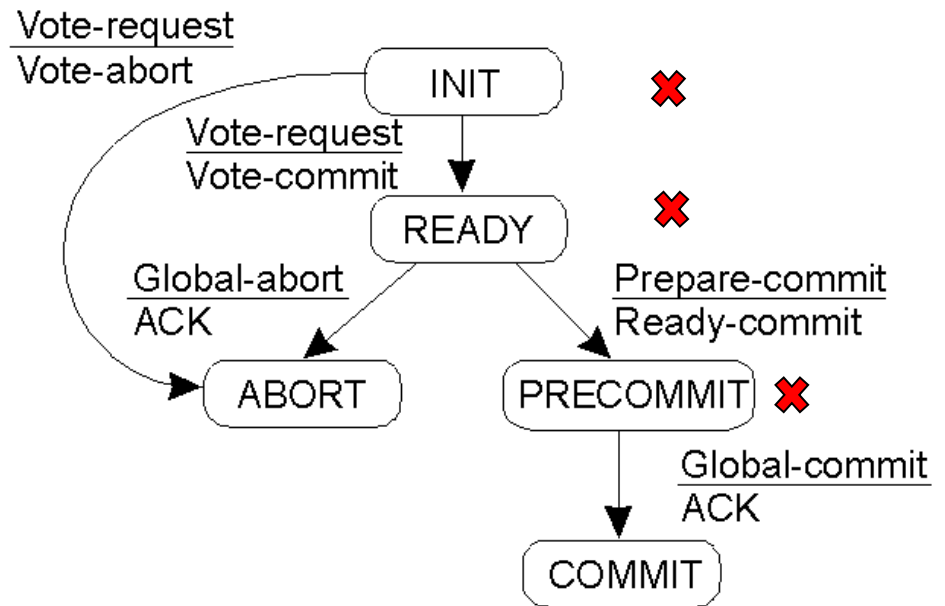 Vote-request
Vote-abort
INIT
Vote-request
Vote-commit
READY
Global-abort
ACK
Prepare-commit
Ready-commit
ABORT
PRECOMMIT
Global-commit
ACK
COMMIT